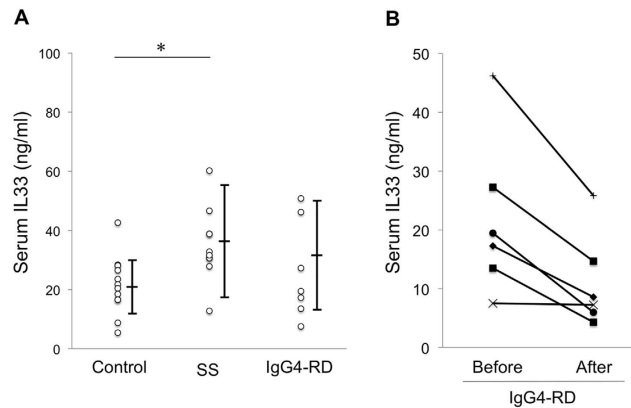 A
Serum IL33 (ng/ml)
100
80
60
40
20
0
*
Control
SS
IgG4-RD
B
Serum IL33 (ng/ml)
50
40
30
20
10
0
Before
After
IgG4-RD